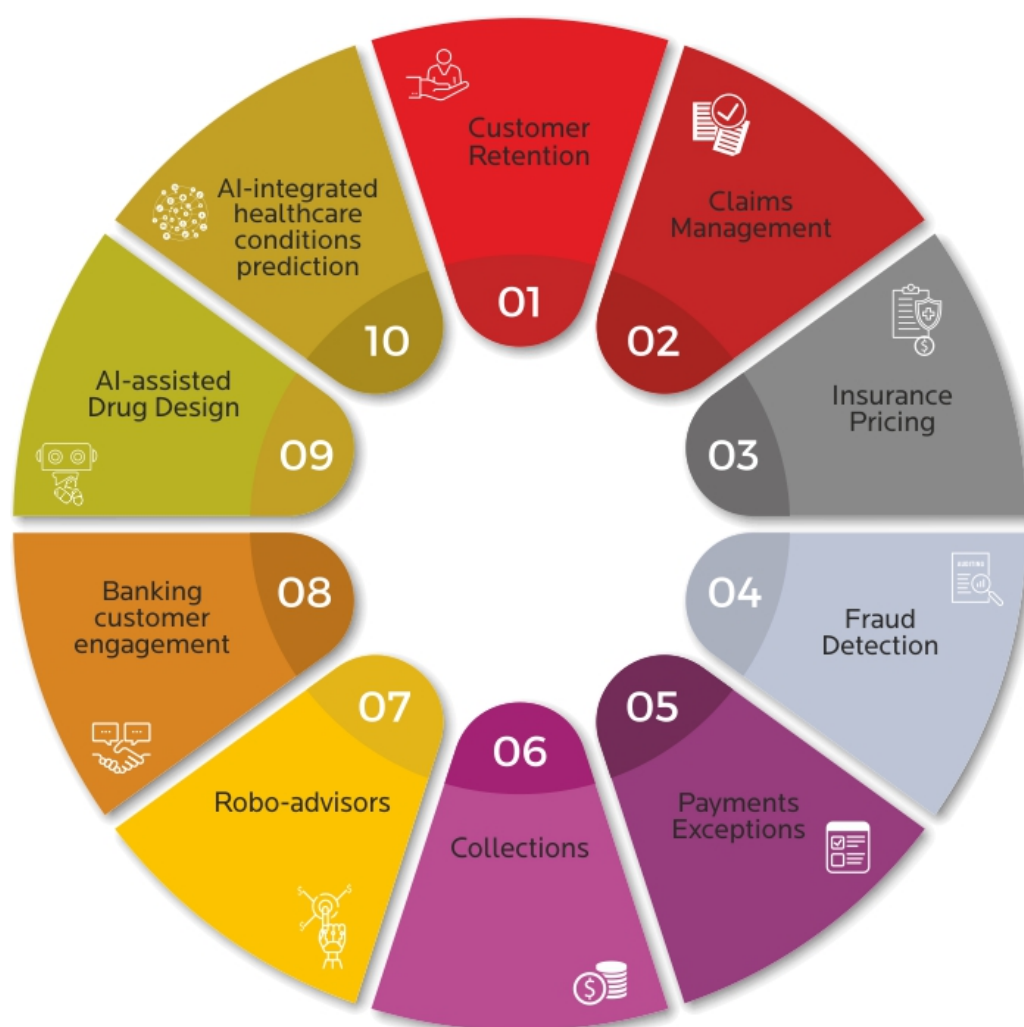 Customer
Retention
01
Claims
Management
02
Insurance
Pricing
03
AUDITING
Fraud
Detection
04
Payments
Exceptions
05
Collections
06
Robo-advisors
07
Banking
customer
engagement
08
AI-assisted
Drug Design
09
AI-integrated
healthcare
conditions
prediction
10